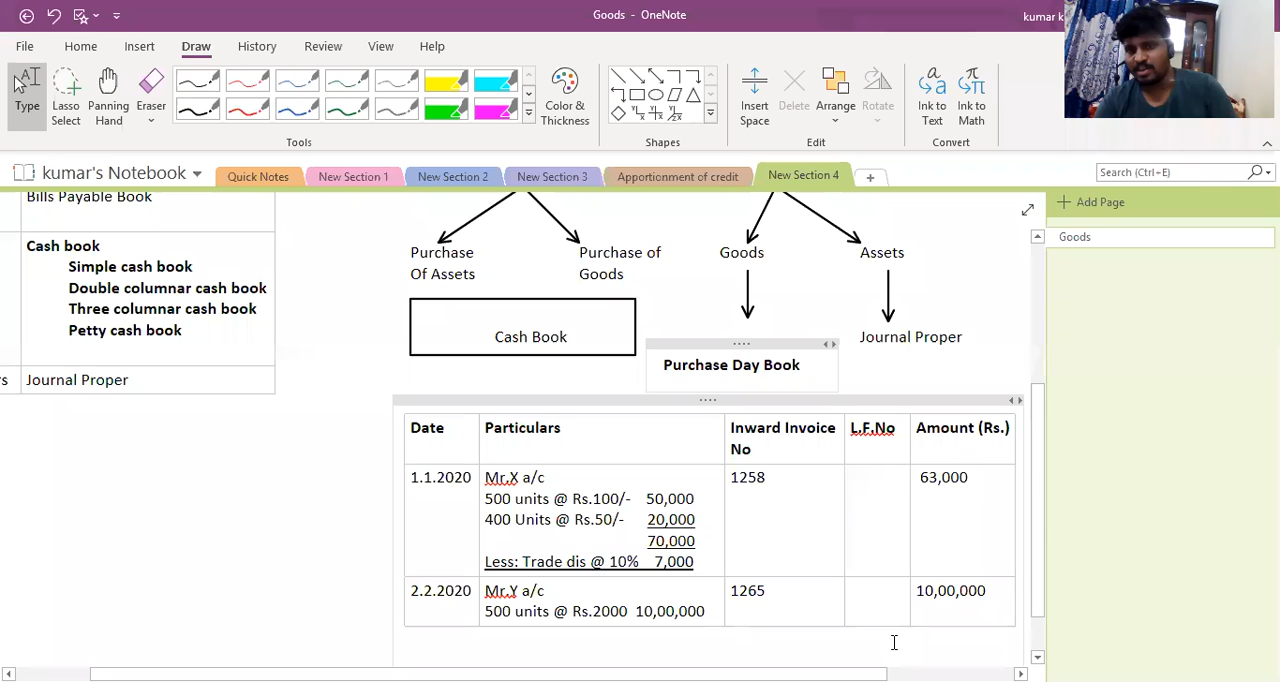 Goods - OneNote
kumar k
File Home Insert Draw History Review View Help
Type
Lasso Select
Panning Hand
Eraser
Color & Thickness
Insert Space
Delete
Arrange
Rotate
Ink to Text
Ink to Math
Tools
Shapes
Edit
Convert
kumar's Notebook
Quick Notes
New Section 1
New Section 2
New Section 3
Apportionment of credit
New Section 4
Search (Ctrl+E)
Add Page
Goods
Bills Payable Book
Cash book
Simple cash book
Double columnar cash book
Three columnar cash book
Petty cash book
s Journal Proper
Purchase
Of Assets
Purchase of
Goods
Goods
Assets
Cash Book
Journal Proper
Purchase Day Book
Date Particulars Inward Invoice No L.F.No Amount (Rs.)
1.1.2020 Mr.X a/c 1258 63,000
500 units @ Rs.100/- 50,000
400 Units @ Rs.50/- 20,000
70,000
Less: Trade dis @ 10% 7,000
2.2.2020 Mr.Y a/c 1265 10,00,000
500 units @ Rs.2000 10,00,000